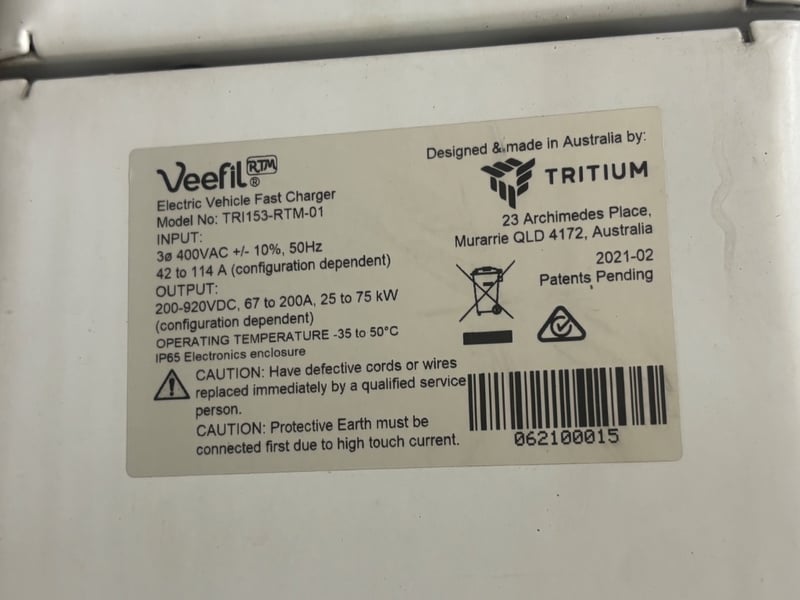 Veefil RTM ®
Electric Vehicle Fast Charger
Model No: TRI153-RTM-01
INPUT:
3ø 400VAC +/- 10%, 50Hz
42 to 114 A (configuration dependent)
OUTPUT:
200-920VDC, 67 to 200A, 25 to 75 kW
(configuration dependent)
OPERATING TEMPERATURE -35 to 50°C
IP65 Electronics enclosure
CAUTION: Have defective cords or wires
replaced immediately by a qualified service
person.
CAUTION: Protective Earth must be
connected first due to high touch current.
Designed & made in Australia by:
TRITIUM
23 Archimedes Place,
Murarrie QLD 4172, Australia
2021-02
Patents Pending
062100015